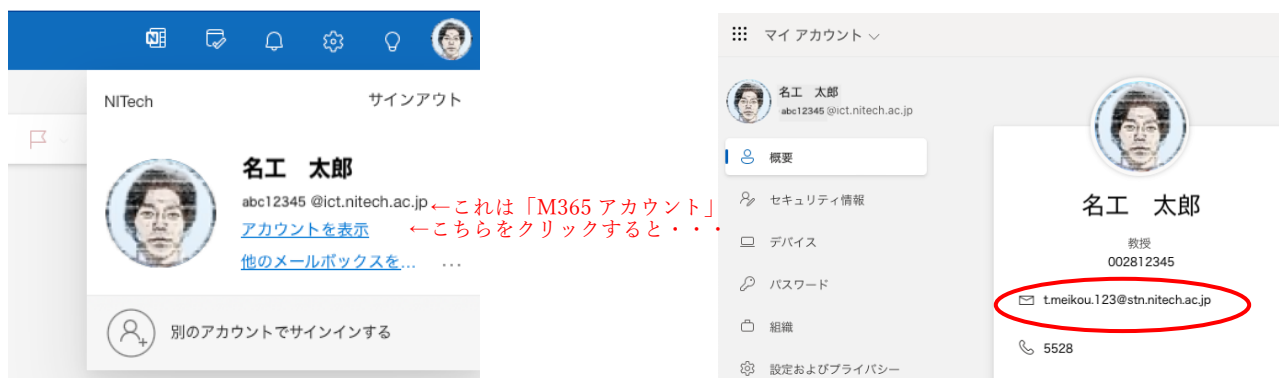 NITech
サインアウト
名工　太郎
abc12345 @ict.nitech.ac.jp
←これは「M365 アカウント」
アカウントを表示
←こちらをクリックすると・・・
他のメールボックスを... ...
別のアカウントでサインインする
マイ アカウント
名工　太郎
abc12345 @ict.nitech.ac.jp
概要
セキュリティ情報
デバイス
パスワード
組織
設定およびプライバシー
名工　太郎
教授
002812345
t.meikou.123@stn.nitech.ac.jp
5528